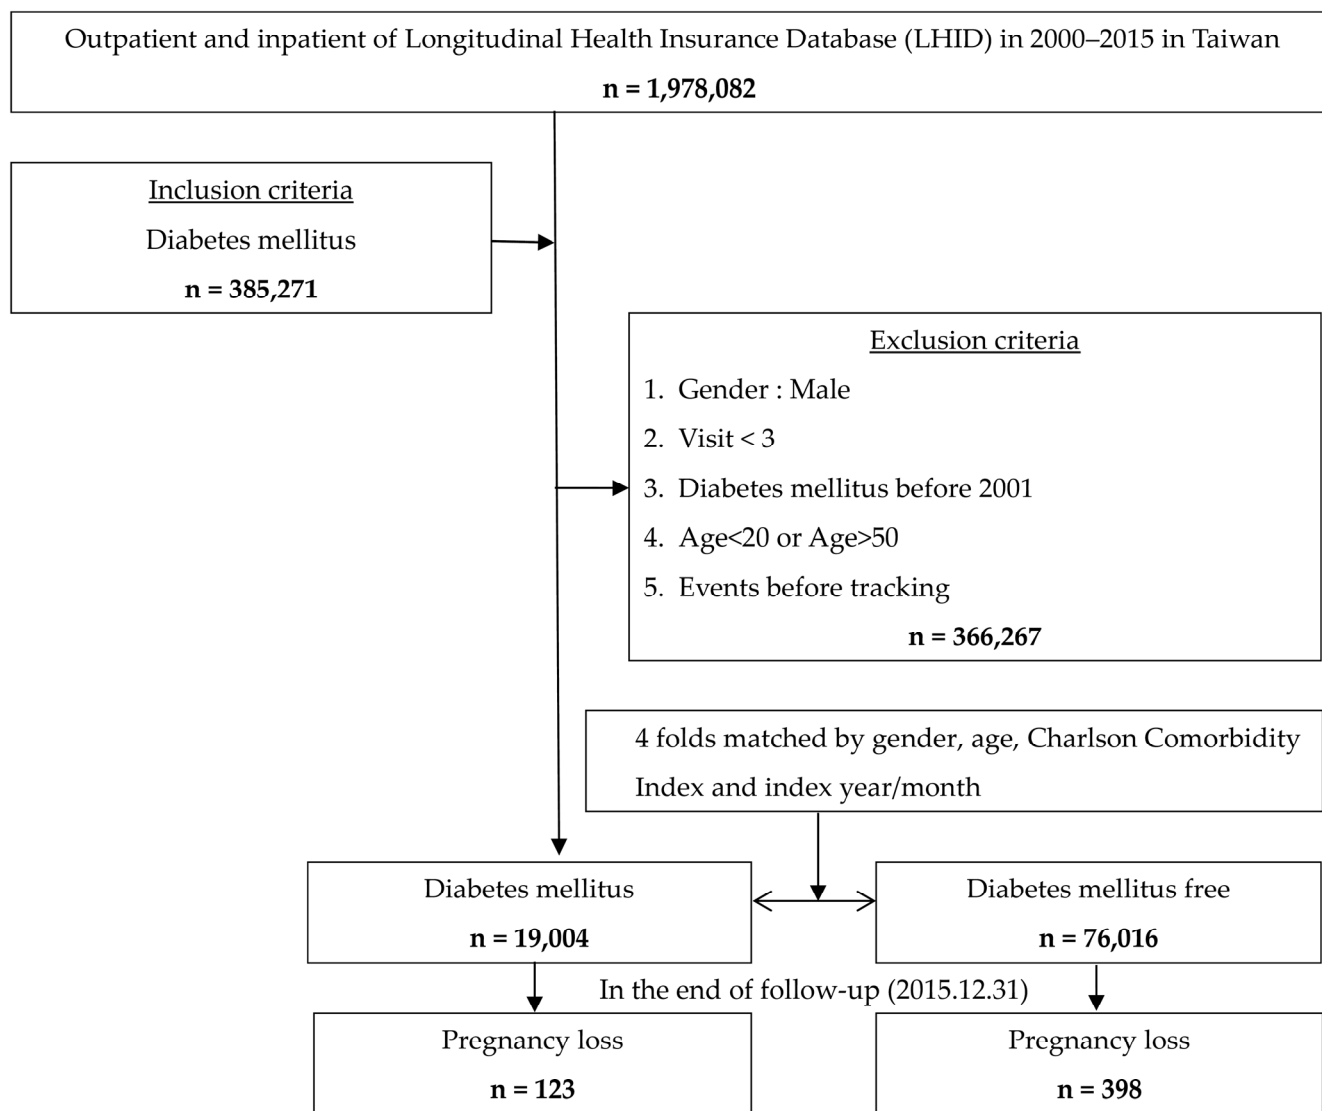 Outpatient and inpatient of Longitudinal Health Insurance Database (LHID) in 2000–2015 in Taiwan
n = 1,978,082
Inclusion criteria
Diabetes mellitus
n = 385,271
Exclusion criteria
1. Gender : Male
2. Visit < 3
3. Diabetes mellitus before 2001
4. Age<20 or Age>50
5. Events before tracking
n = 366,267
4 folds matched by gender, age, Charlson Comorbidity
Index and index year/month
Diabetes mellitus
n = 19,004
Diabetes mellitus free
n = 76,016
In the end of follow-up (2015.12.31)
Pregnancy loss
n = 123
Pregnancy loss
n = 398